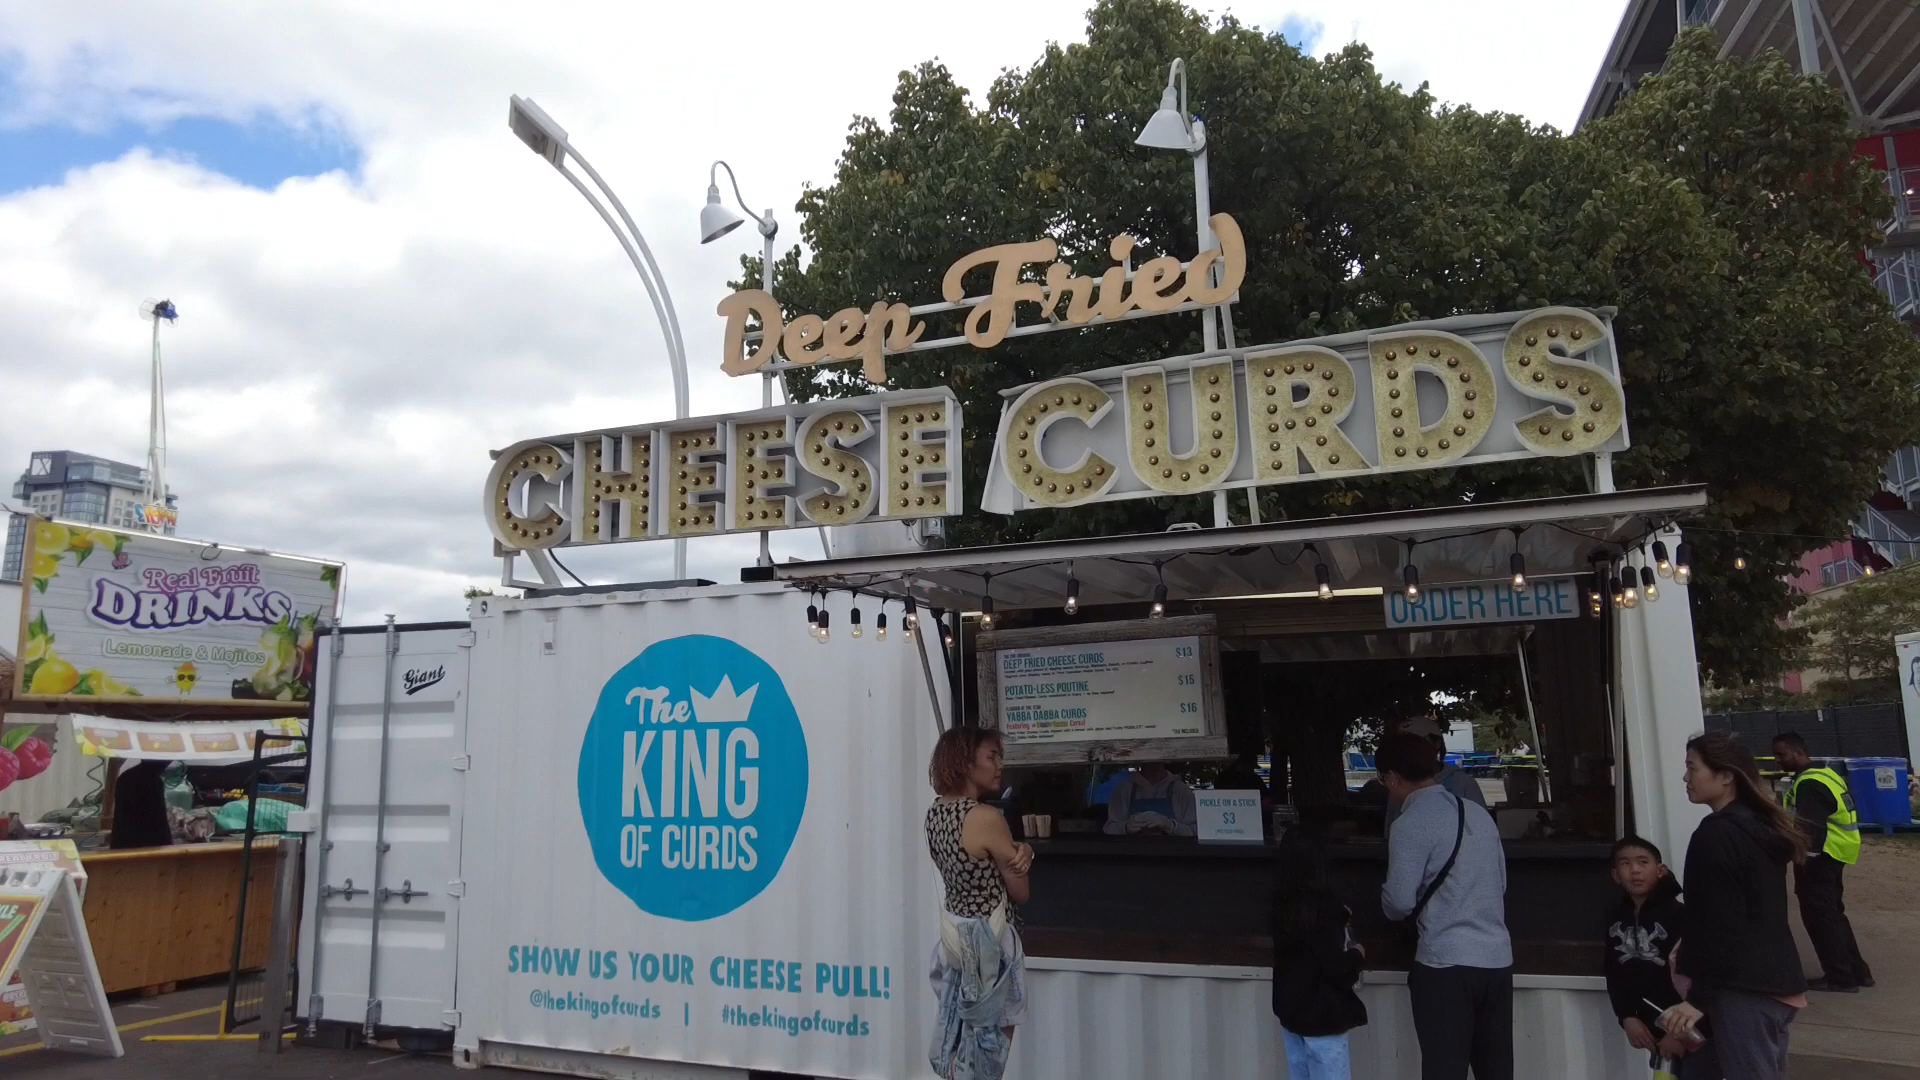 Deep Fried
CHEESE CURDS
ORDER HERE
Real Fruit
DRINKS
Lemonade & Mojitos
Giant
The
KING
OF CURDS
SHOW US YOUR CHEESE PULL!
@thekingofcurds | #thekingofcurds
DEEP FRIED CHEESE CURDS $13
POTATO-LESS POUTINE $15
YABBA DABBA CURDS $16
PICKLE ON A STICK
$3